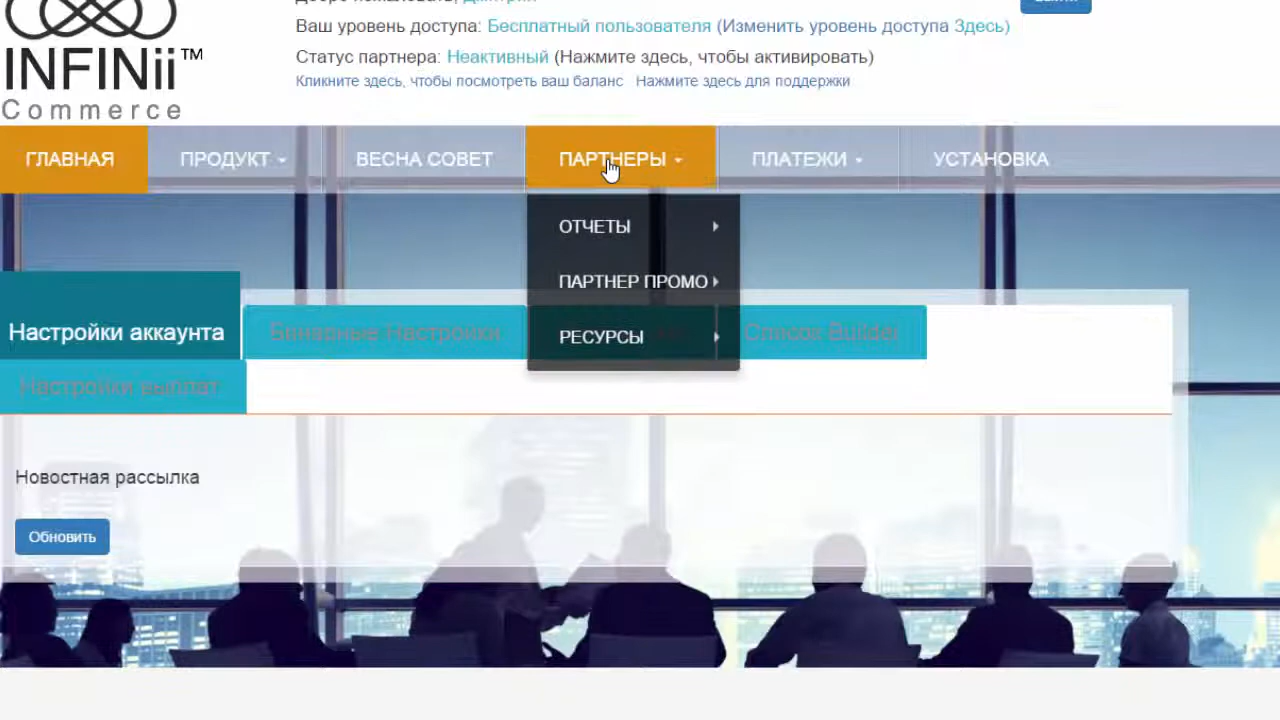 INFINii™
Commerce
Ваш уровень доступа: Бесплатный пользователя (Изменить уровень доступа Здесь)
Статус партнера: Неактивный (Нажмите здесь, чтобы активировать)
Кликните здесь, чтобы посмотреть ваш баланс Нажмите здесь для поддержки
ГЛАВНАЯ ПРОДУКТ ВЕСНА СОВЕТ ПАРТНЕРЫ ПЛАТЕЖИ УСТАНОВКА
ОТЧЕТЫ
ПАРТНЕР ПРОМО
РЕСУРСЫ
Настройки аккаунта Бинарные Настройки Список Builder
Настройки выплат
Новостная рассылка
Обновить